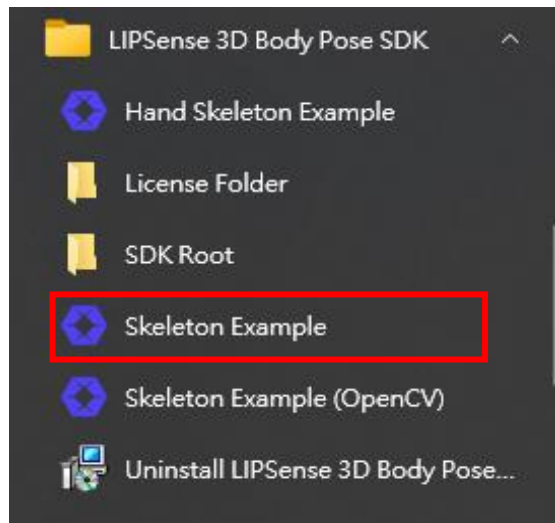 LIPSense 3D Body Pose SDK
Hand Skeleton Example
License Folder
SDK Root
Skeleton Example
Skeleton Example (OpenCV)
Uninstall LIPSense 3D Body Pose...